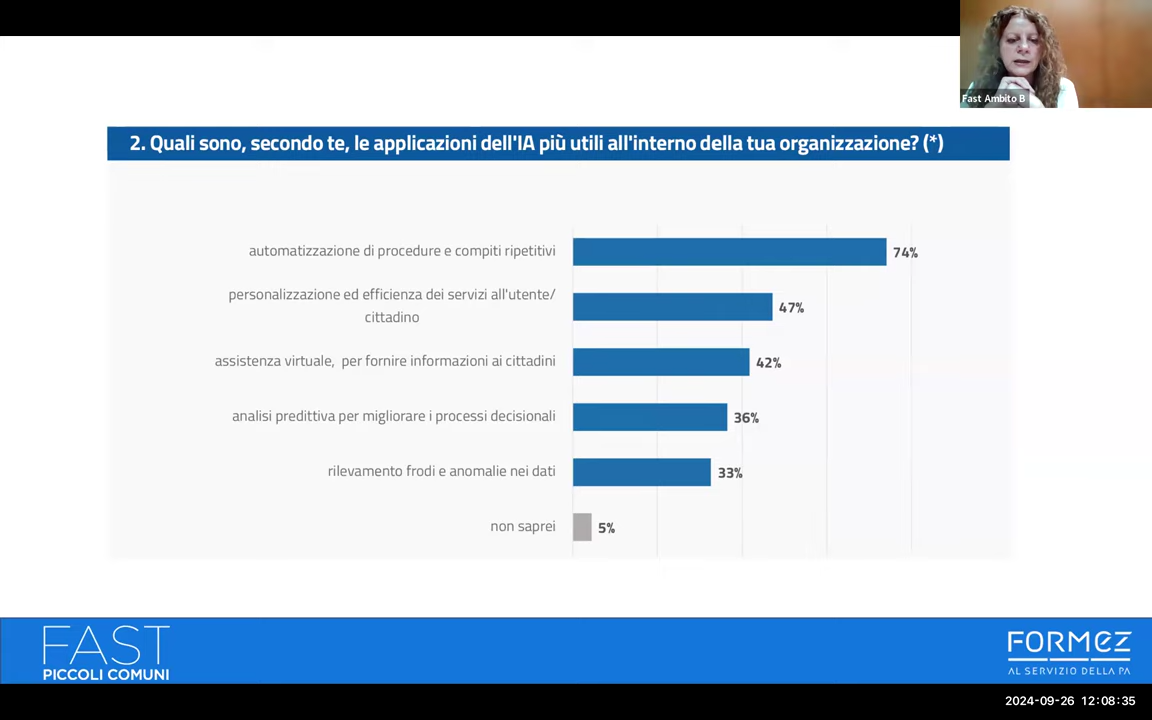 Fast Ambito B
2. Quali sono, secondo te, le applicazioni dell'IA più utili all'interno della tua organizzazione? (*)
automatizzazione di procedure e compiti ripetitivi
74%
personalizzazione ed efficienza dei servizi all'utente/
cittadino
47%
assistenza virtuale,  per fornire informazioni ai cittadini
42%
analisi predittiva per migliorare i processi decisionali
36%
rilevamento frodi e anomalie nei dati
33%
non saprei
5%
FAST
PICCOLI COMUNI
FORMEZ
AL SERVIZIO DELLA PA
2024-09-26 12:08:35